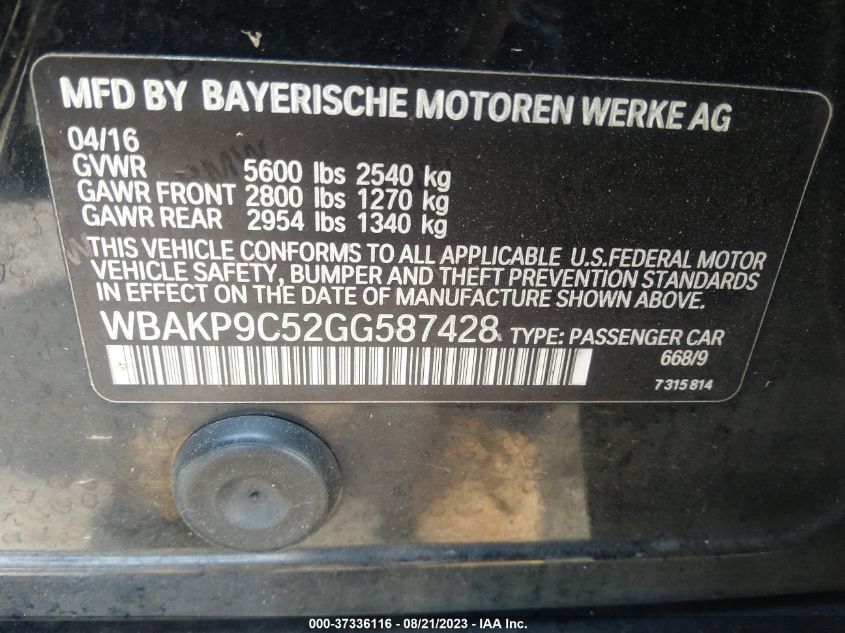 MFD BY BAYERISCHE MOTOREN WERKE AG
04/16
GVWR 5600 lbs 2540 kg
GAWR FRONT 2800 lbs 1270 kg
GAWR REAR 2954 lbs 1340 kg
THIS VEHICLE CONFORMS TO ALL APPLICABLE U.S.FEDERAL MOTOR
VEHICLE SAFETY, BUMPER AND THEFT PREVENTION STANDARDS
IN EFFECT ON THE DATE OF MANUFACTURE SHOWN ABOVE.
WBAKP9C52GG587428 TYPE: PASSENGER CAR
668/9
7315814
000-37336116 - 08/21/2023 - IAA Inc.